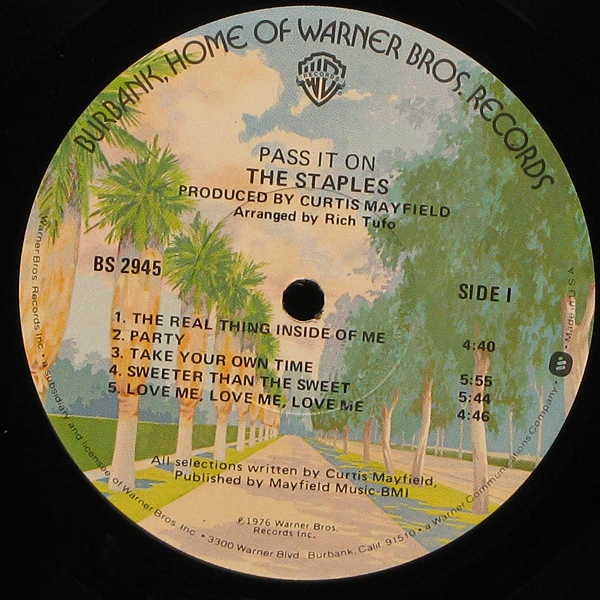 BURBANK, HOME OF WARNER BROS. RECORDS
RECORDS
PASS IT ON
THE STAPLES
PRODUCED BY CURTIS MAYFIELD
Arranged by Rich Tufo
BS 2945
SIDE I
1. THE REAL THING INSIDE OF ME 4:40
2. PARTY
3. TAKE YOUR OWN TIME 5:55
4. SWEETER THAN THE SWEET 5:44
5. LOVE ME, LOVE ME, LOVE ME 4:46
All selections written by Curtis Mayfield,
Published by Mayfield Music-BMI
℗1976 Warner Bros.
Records Inc.
Warner Bros. Records Inc. • a subsidiary and licensee of Warner Bros. Inc. • 3300 Warner Blvd., Burbank, Calif. 91510 • a Warner Communications Company • Made in U.S.A.